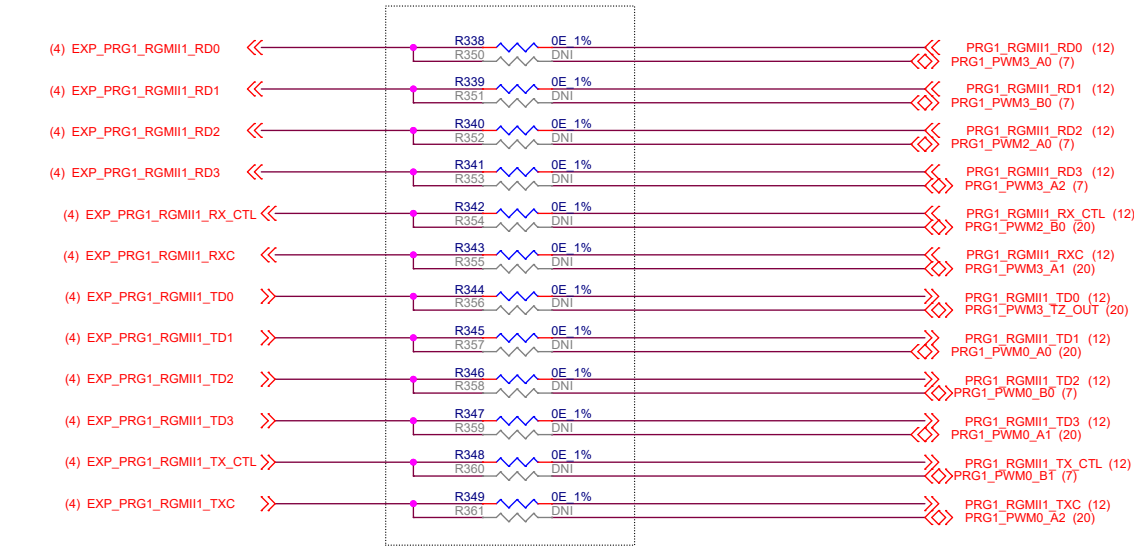 (4) EXP_PRG1_RGMII1_RD0 R338 0E_1% PRG1_RGMII1_RD0 (12)
R350 DNI PRG1_PWM3_A0 (7)
(4) EXP_PRG1_RGMII1_RD1 R339 0E_1% PRG1_RGMII1_RD1 (12)
R351 DNI PRG1_PWM3_B0 (7)
(4) EXP_PRG1_RGMII1_RD2 R340 0E_1% PRG1_RGMII1_RD2 (12)
R352 DNI PRG1_PWM2_A0 (7)
(4) EXP_PRG1_RGMII1_RD3 R341 0E_1% PRG1_RGMII1_RD3 (12)
R353 DNI PRG1_PWM3_A2 (7)
(4) EXP_PRG1_RGMII1_RX_CTL R342 0E_1% PRG1_RGMII1_RX_CTL (12)
R354 DNI PRG1_PWM2_B0 (20)
(4) EXP_PRG1_RGMII1_RXC R343 0E_1% PRG1_RGMII1_RXC (12)
R355 DNI PRG1_PWM3_A1 (20)
(4) EXP_PRG1_RGMII1_TD0 R344 0E_1% PRG1_RGMII1_TD0 (12)
R356 DNI PRG1_PWM3_TZ_OUT (20)
(4) EXP_PRG1_RGMII1_TD1 R345 0E_1% PRG1_RGMII1_TD1 (12)
R357 DNI PRG1_PWM0_A0 (20)
(4) EXP_PRG1_RGMII1_TD2 R346 0E_1% PRG1_RGMII1_TD2 (12)
R358 DNI PRG1_PWM0_B0 (7)
(4) EXP_PRG1_RGMII1_TD3 R347 0E_1% PRG1_RGMII1_TD3 (12)
R359 DNI PRG1_PWM0_A1 (20)
(4) EXP_PRG1_RGMII1_TX_CTL R348 0E_1% PRG1_RGMII1_TX_CTL (12)
R360 DNI PRG1_PWM0_B1 (7)
(4) EXP_PRG1_RGMII1_TXC R349 0E_1% PRG1_RGMII1_TXC (12)
R361 DNI PRG1_PWM0_A2 (20)